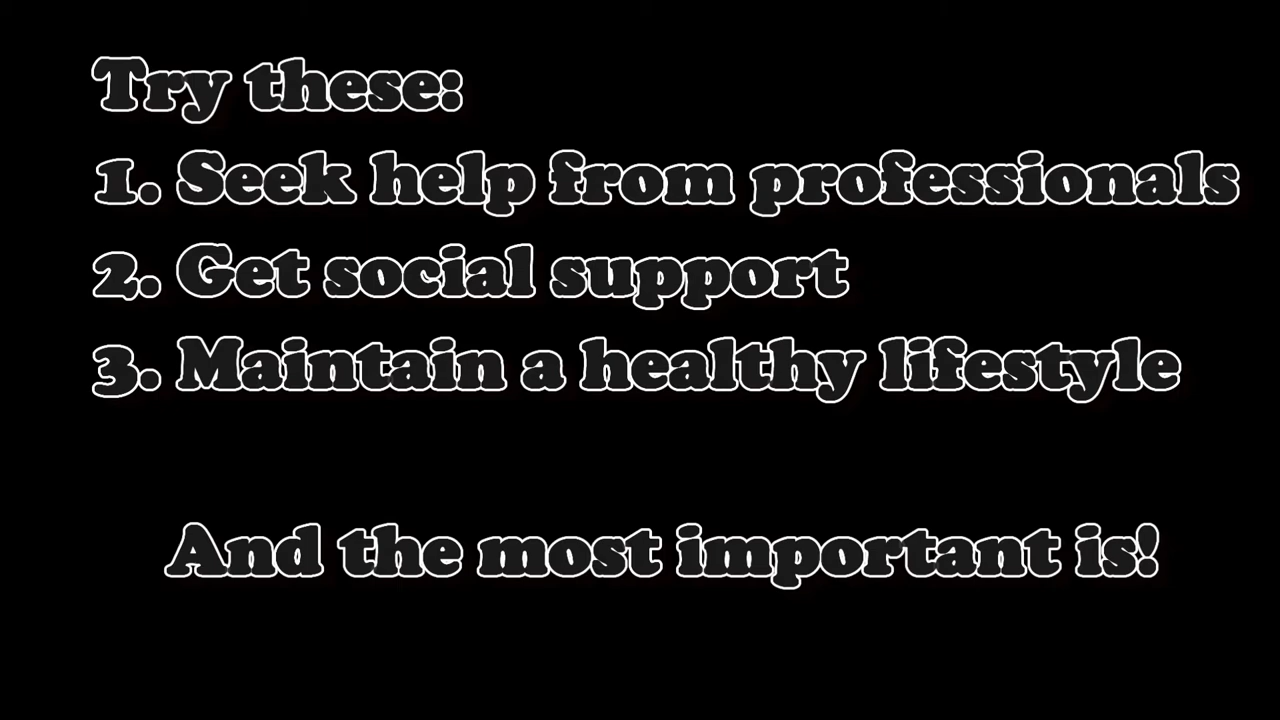 Try these:
1. Seek help from professionals
2. Get social support
3. Maintain a healthy lifestyle
And the most important is!